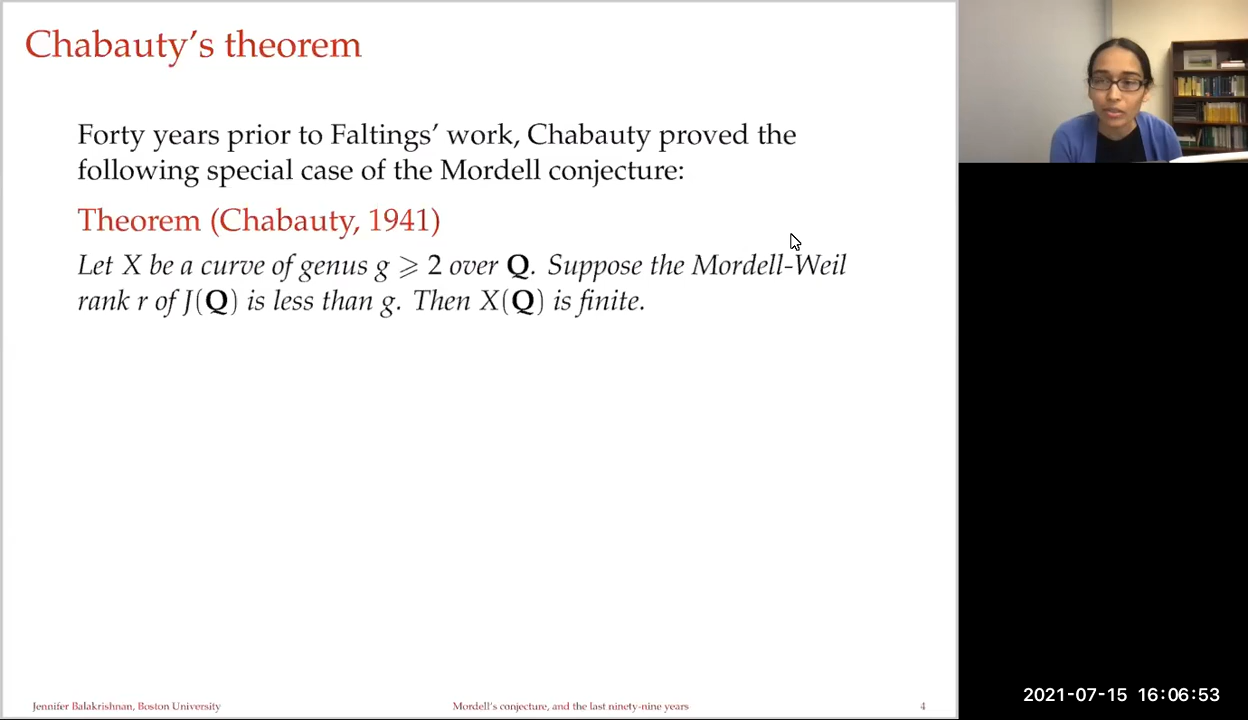 Chabauty's theorem
Forty years prior to Faltings' work, Chabauty proved the
following special case of the Mordell conjecture:
Theorem (Chabauty, 1941)
Let X be a curve of genus g ⩾ 2 over Q. Suppose the Mordell-Weil
rank r of J(Q) is less than g. Then X(Q) is finite.
Jennifer Balakrishnan, Boston University
Mordell's conjecture, and the last ninety-nine years
4
2021-07-15 16:06:53